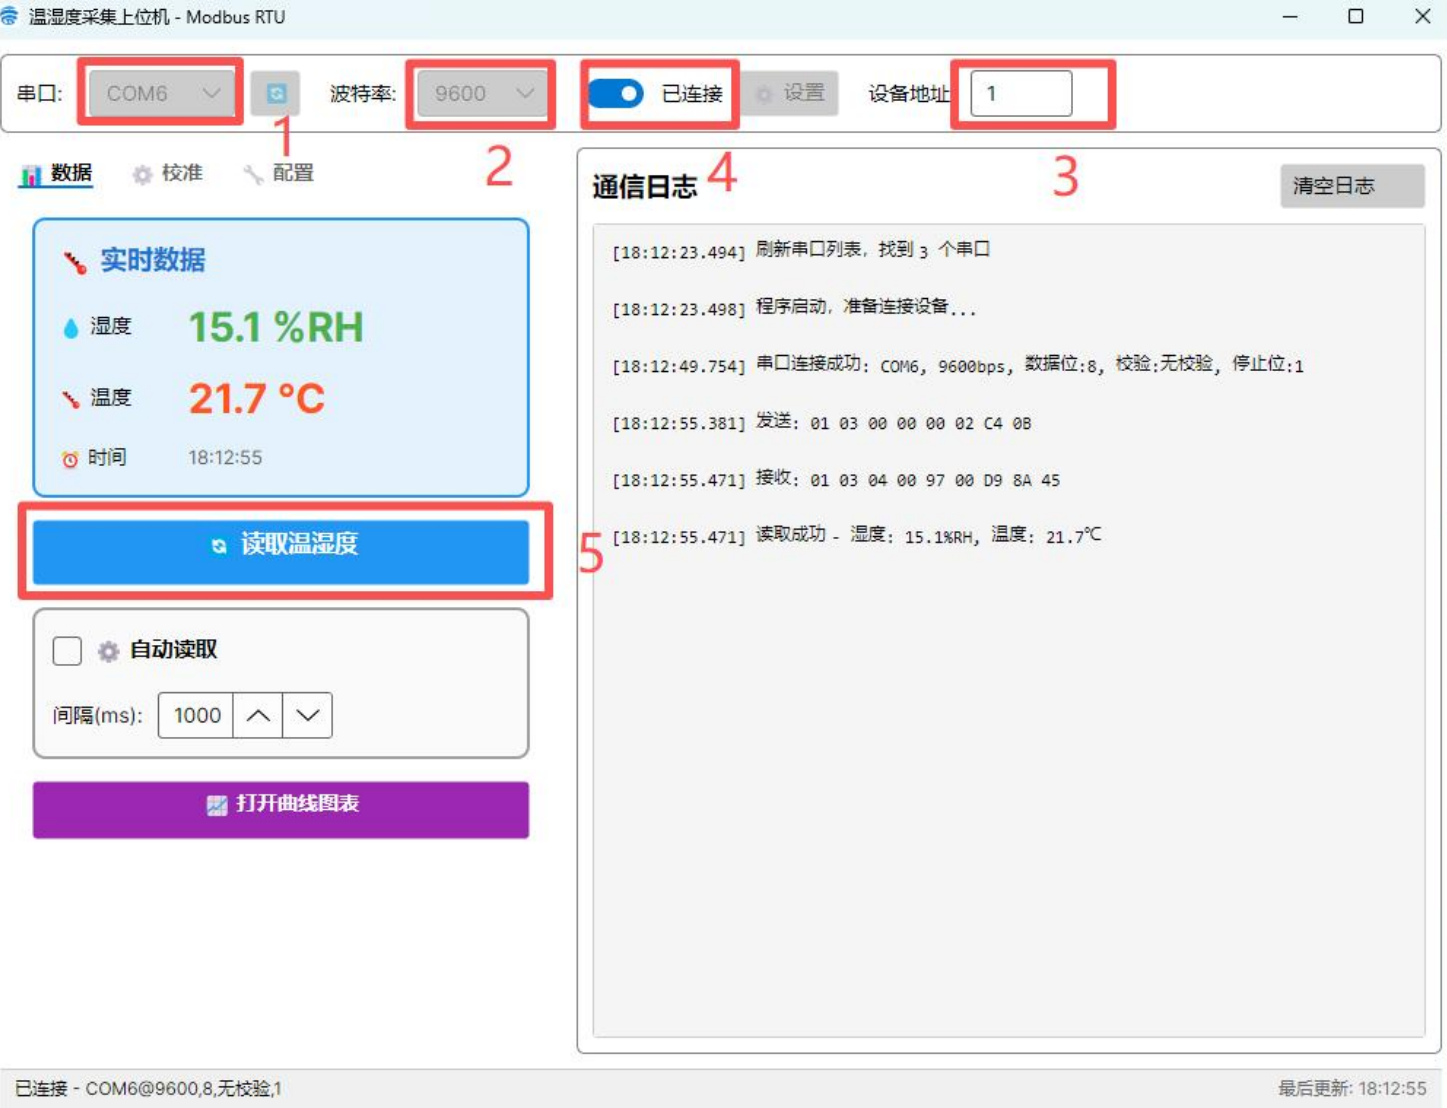 温湿度采集上位机 - Modbus RTU
串口: COM6 波特率: 9600 已连接 设置 设备地址 1
1 2 4 3
数据 校准 配置
实时数据
湿度 15.1 %RH
温度 21.7 °C
时间 18:12:55
读取温湿度
5
自动读取
间隔(ms): 1000
打开曲线图表
通信日志 清空日志
[18:12:23.494] 刷新串口列表, 找到 3 个串口
[18:12:23.498] 程序启动, 准备连接设备...
[18:12:49.754] 串口连接成功: COM6, 9600bps, 数据位:8, 校验:无校验, 停止位:1
[18:12:55.381] 发送: 01 03 00 00 00 02 C4 0B
[18:12:55.471] 接收: 01 03 04 00 97 00 D9 8A 45
[18:12:55.471] 读取成功 - 湿度: 15.1%RH, 温度: 21.7℃
已连接 - COM6@9600,8,无校验,1 最后更新: 18:12:55